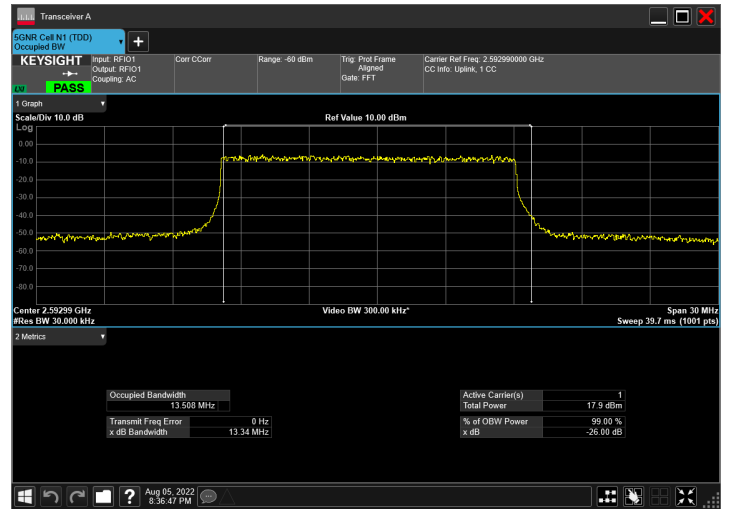 Transceiver A
5GNR Cell N1 (TDD)
Occupied BW
KEYSIGHT
LXI
PASS
Input: RFIO1
Output: RFIO1
Coupling: AC
Corr CCorr
Range: -60 dBm
Trig: Prot Frame
Aligned
Gate: FFT
Carrier Ref Freq: 2.592990000 GHz
CC Info: Uplink, 1 CC
1 Graph
Scale/Div 10.0 dB
Ref Value 10.00 dBm
Log
0.00
-10.0
-20.0
-30.0
-40.0
-50.0
-60.0
-70.0
-80.0
Center 2.59299 GHz
Video BW 300.00 kHz*
Span 30 MHz
#Res BW 30.000 kHz
Sweep 39.7 ms (1001 pts)
2 Metrics
Occupied Bandwidth
13.508 MHz
Transmit Freq Error 0 Hz
x dB Bandwidth 13.34 MHz
Active Carrier(s) 1
Total Power 17.9 dBm
% of OBW Power 99.00 %
x dB -26.00 dB
?
Aug 05, 2022
8:36:47 PM